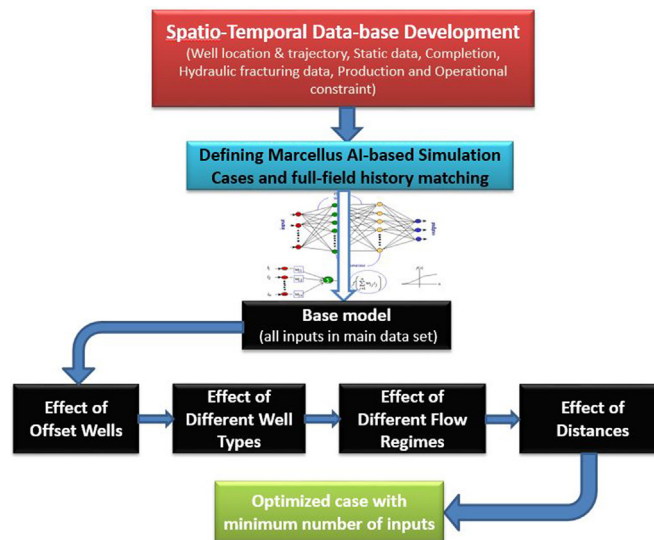 Spatio-Temporal Data-base Development
(Well location & trajectory, Static data, Completion,
Hydraulic fracturing data, Production and Operational
constraint)
Defining Marcellus AI-based Simulation
Cases and full-field history matching
input
output
Base model
(all inputs in main data set)
Effect of
Offset Wells
Effect of
Different Well
Types
Effect of
Different Flow
Regimes
Effect of
Distances
Optimized case with
minimum number of inputs